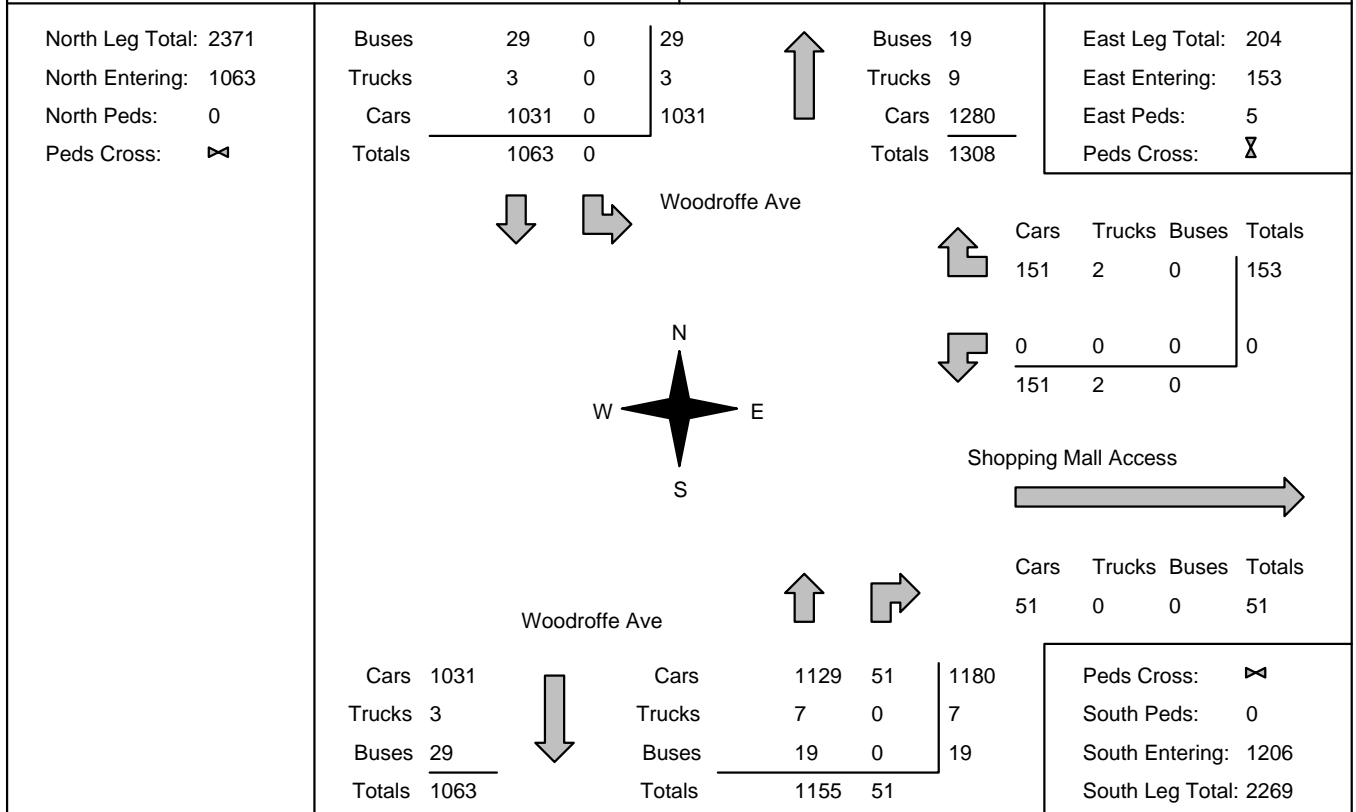 North Leg Total: 2371
North Entering: 1063
North Peds: 0
Peds Cross:
Buses 29 0 29
Trucks 3 0 3
Cars 1031 0 1031
Totals 1063 0
Buses 19
Trucks 9
Cars 1280
Totals 1308
East Leg Total: 204
East Entering: 153
East Peds: 5
Peds Cross:
Woodroffe Ave
Cars Trucks Buses Totals
151 2 0 153
0 0 0 0
151 2 0
N
W E
S
Shopping Mall Access
Cars Trucks Buses Totals
51 0 0 51
Woodroffe Ave
Cars 1031
Trucks 3
Buses 29
Totals 1063
Cars 1129 51 1180
Trucks 7 0 7
Buses 19 0 19
Totals 1155 51
Peds Cross:
South Peds: 0
South Entering: 1206
South Leg Total: 2269